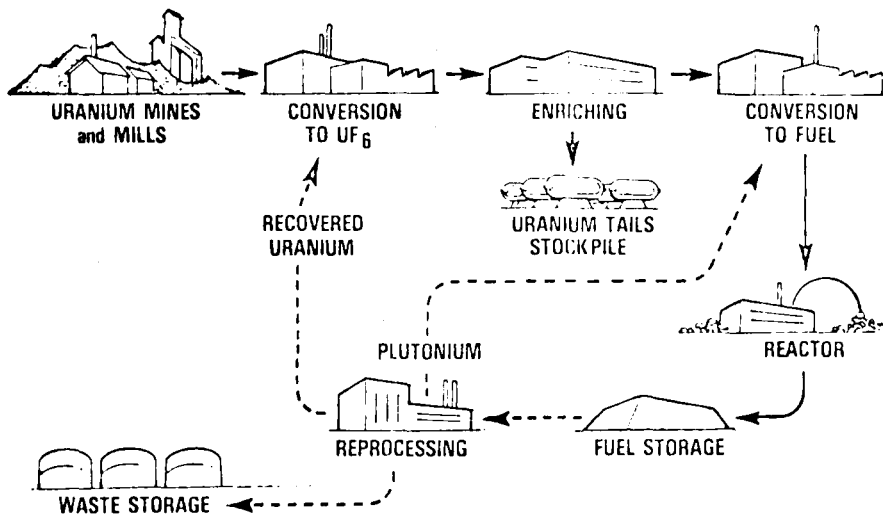 URANIUM MINES
and MILLS
CONVERSION
TO UF6
ENRICHING
CONVERSION
TO FUEL
URANIUM TAILS
STOCKPILE
RECOVERED
URANIUM
PLUTONIUM
REACTOR
REPROCESSING
FUEL STORAGE
WASTE STORAGE